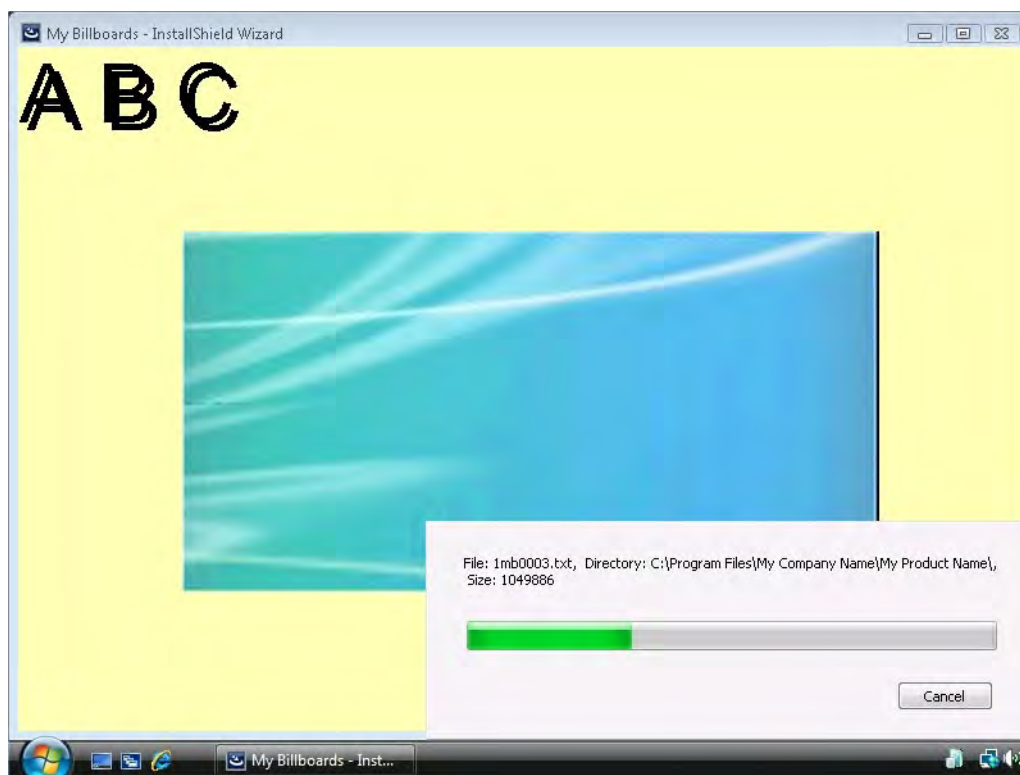 My Billboards - InstallShield Wizard
A B C
File: 1mb0003.txt, Directory: C:\Program Files\My Company Name\My Product Name\,
Size: 1049886
Cancel
My Billboards - Inst...